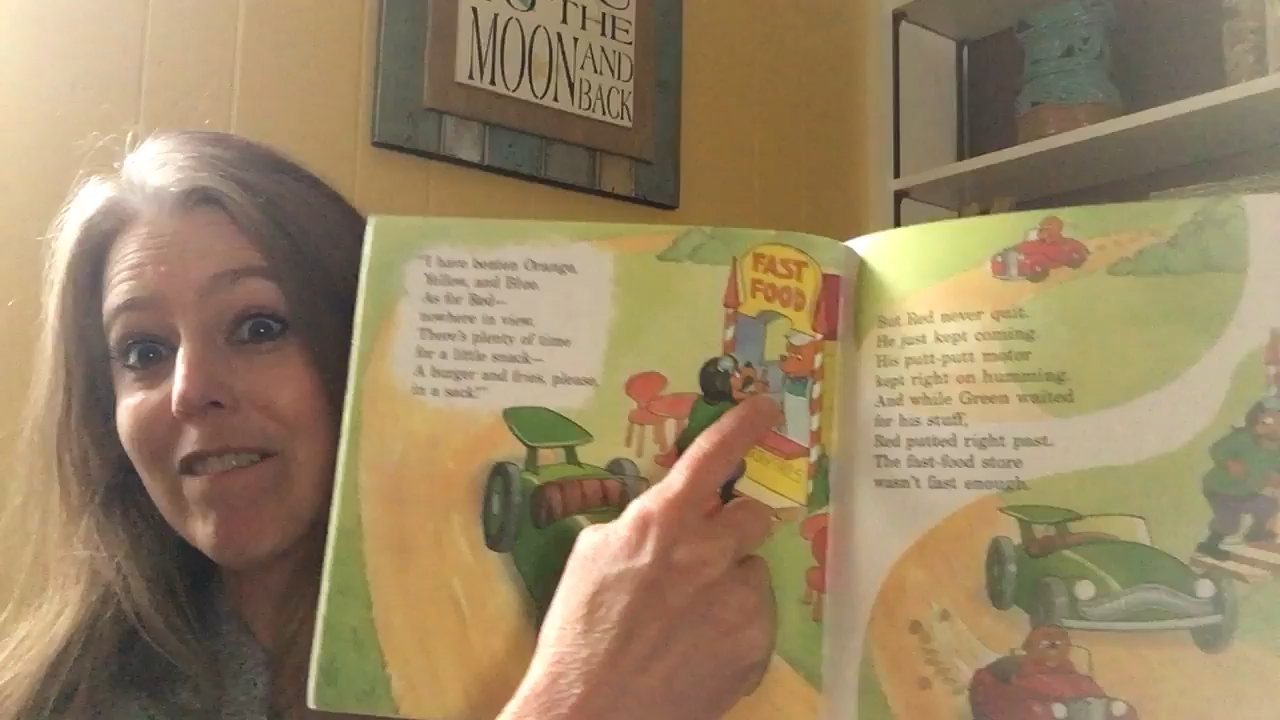 THE
MOON AND
BACK
"I have beaten Orange,
Yellow, and Blue.
As for Red—
nowhere in view.
There's plenty of time
for a little snack—
A burger and fries, please,
in a sack!"
FAST
FOOD
But Red never quit.
He just kept coming.
His putt-putt motor
kept right on humming.
And while Green waited
for his stuff,
Red putted right past.
The fast-food store
wasn't fast enough.